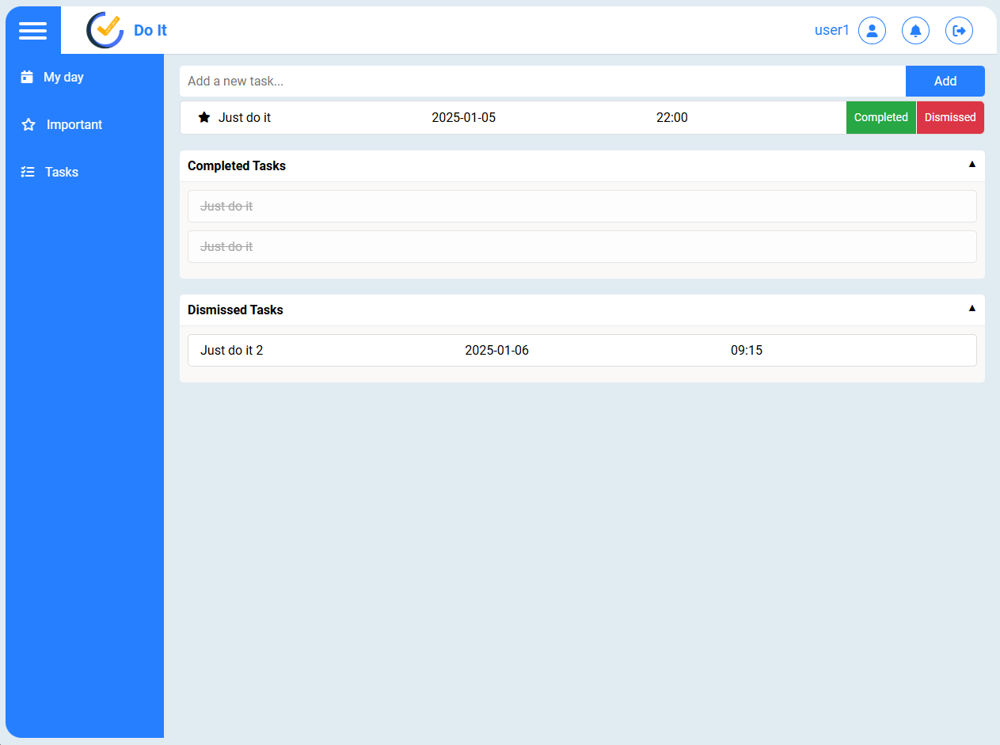 Do It
user1
My day
Important
Tasks
Add a new task...
Add
Just do it 2025-01-05 22:00 Completed Dismissed
Completed Tasks
Just do it
Just do it
Dismissed Tasks
Just do it 2 2025-01-06 09:15